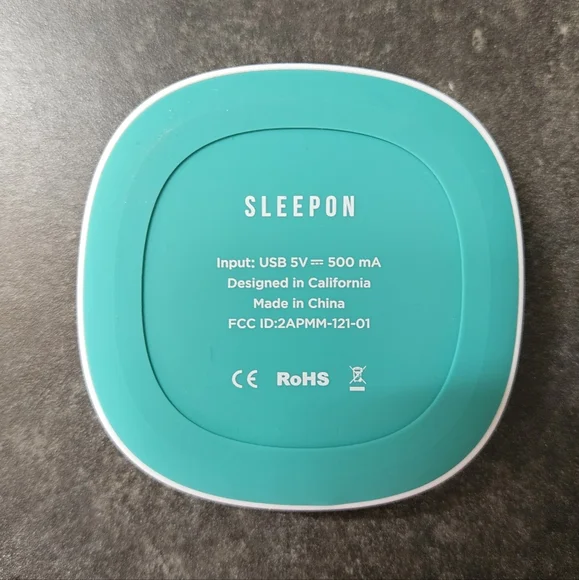 SLEEPON
Input: USB 5V⎓500 mA
Designed in California
Made in China
FCC ID:2APMM-121-01
CE RoHS